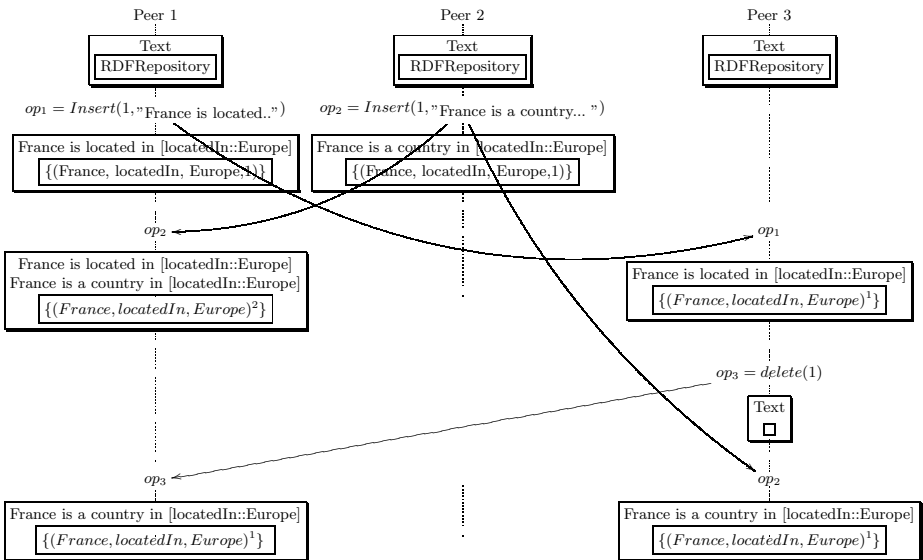 Peer 1
Peer 2
Peer 3
Text
RDFRepository
Text
RDFRepository
Text
RDFRepository
op₁ = Insert(1,"France is located..")
op₂ = Insert(1,"France is a country... ")
France is located in [locatedIn::Europe]
{(France, locatedIn, Europe,1)}
France is a country in [locatedIn::Europe]
{(France, locatedIn, Europe,1)}
op₂
op₁
France is located in [locatedIn::Europe]
France is a country in [locatedIn::Europe]
{(France, locatedIn, Europe)²}
France is located in [locatedIn::Europe]
{(France, locatedIn, Europe)¹}
op₃ = delete(1)
Text
op₃
op₂
France is a country in [locatedIn::Europe]
{(France, locatedIn, Europe)¹}
France is a country in [locatedIn::Europe]
{(France, locatedIn, Europe)¹}